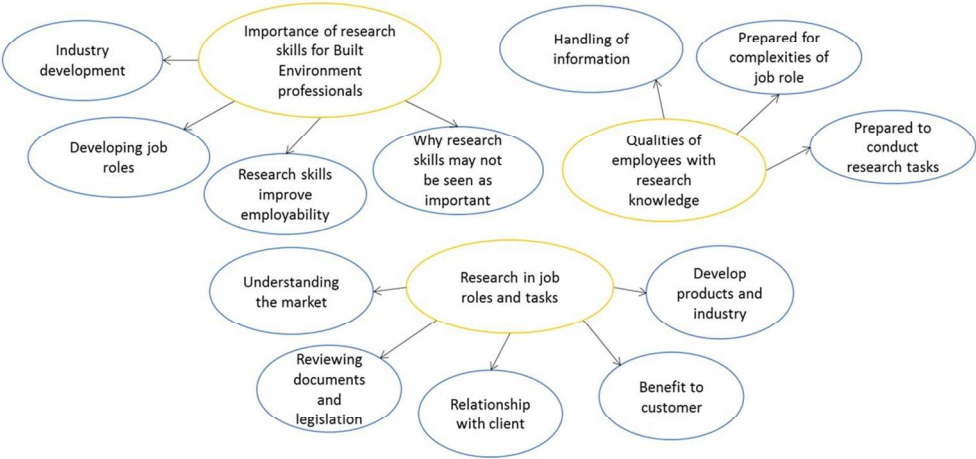 Importance of research
skills for Built
Environment
professionals
Industry
development
Developing job
roles
Research skills
improve
employability
Why research
skills may not
be seen as
important
Handling of
information
Prepared for
complexities of
job role
Qualities of
employees with
research
knowledge
Prepared to
conduct
research tasks
Research in job
roles and tasks
Understanding
the market
Develop
products and
industry
Reviewing
documents
and
legislation
Relationship
with client
Benefit to
customer